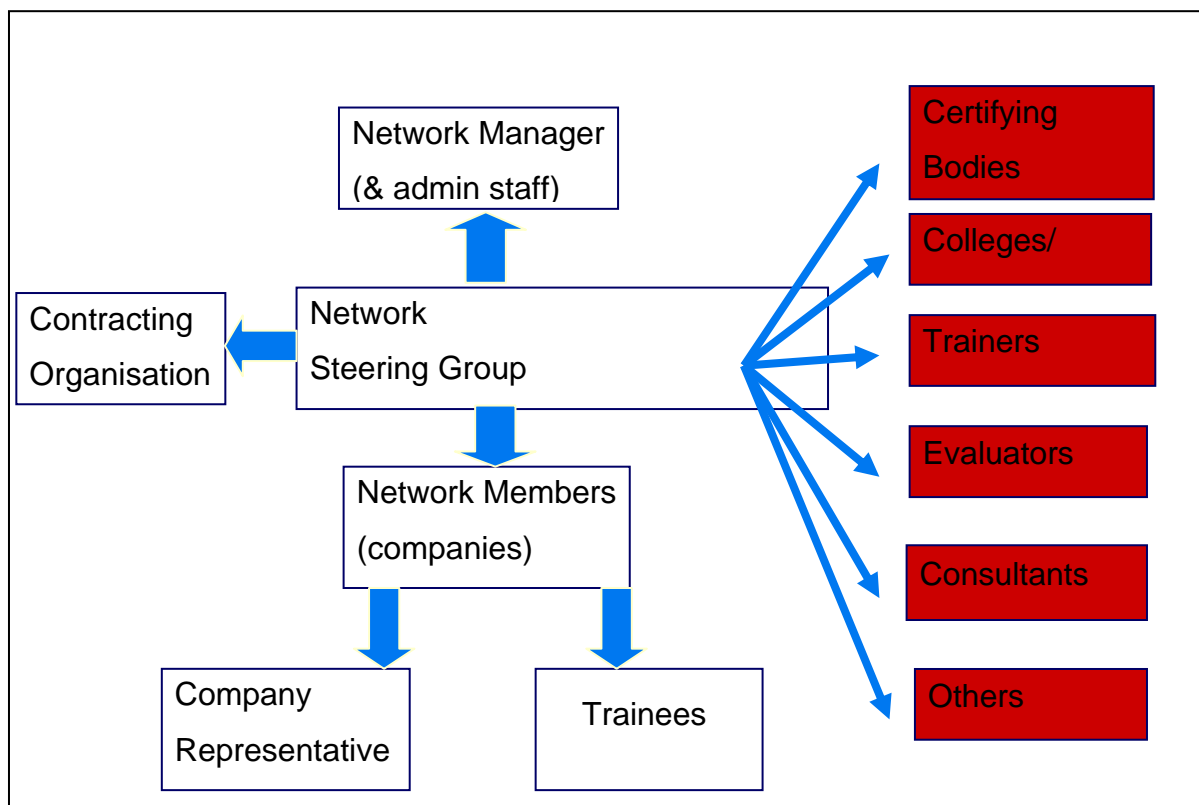 Network Manager
(& admin staff)
Contracting
Organisation
Network
Steering Group
Network Members
(companies)
Company
Representative
Trainees
Certifying
Bodies
Colleges/
Trainers
Evaluators
Consultants
Others